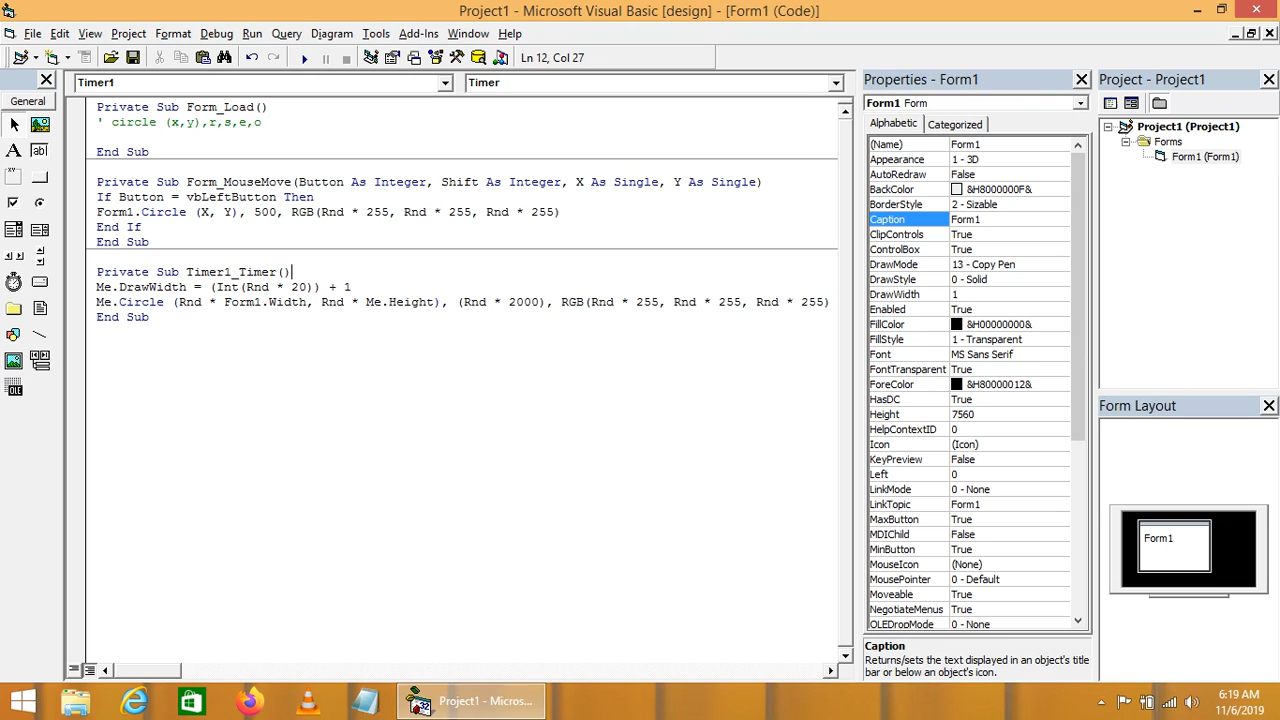 Project1 - Microsoft Visual Basic [design] - [Form1 (Code)]
File Edit View Project Format Debug Run Query Diagram Tools Add-Ins Window Help
Ln 12, Col 27
General
Timer1
Timer
Private Sub Form_Load()
' circle (x,y),r,s,e,o
End Sub
Private Sub Form_MouseMove(Button As Integer, Shift As Integer, X As Single, Y As Single)
If Button = vbLeftButton Then
Form1.Circle (X, Y), 500, RGB(Rnd * 255, Rnd * 255, Rnd * 255)
End If
End Sub
Private Sub Timer1_Timer()
Me.DrawWidth = (Int(Rnd * 20)) + 1
Me.Circle (Rnd * Form1.Width, Rnd * Me.Height), (Rnd * 2000), RGB(Rnd * 255, Rnd * 255, Rnd * 255)
End Sub
Properties - Form1
Form1 Form
Alphabetic Categorized
(Name) Form1
Appearance 1 - 3D
AutoRedraw False
BackColor &H8000000F&
BorderStyle 2 - Sizable
Caption Form1
ClipControls True
ControlBox True
DrawMode 13 - Copy Pen
DrawStyle 0 - Solid
DrawWidth 1
Enabled True
FillColor &H00000000&
FillStyle 1 - Transparent
Font MS Sans Serif
FontTransparent True
ForeColor &H80000012&
HasDC True
Height 7560
HelpContextID 0
Icon (Icon)
KeyPreview False
Left 0
LinkMode 0 - None
LinkTopic Form1
MaxButton True
MDIChild False
MinButton True
MouseIcon (None)
MousePointer 0 - Default
Moveable True
NegotiateMenus True
OLEDropMode 0 - None
Caption
Returns/sets the text displayed in an object's title
bar or below an object's icon.
Project - Project1
Project1 (Project1)
Forms
Form1 (Form1)
Form Layout
Form1
Project1 - Micros...
6:19 AM
11/6/2019